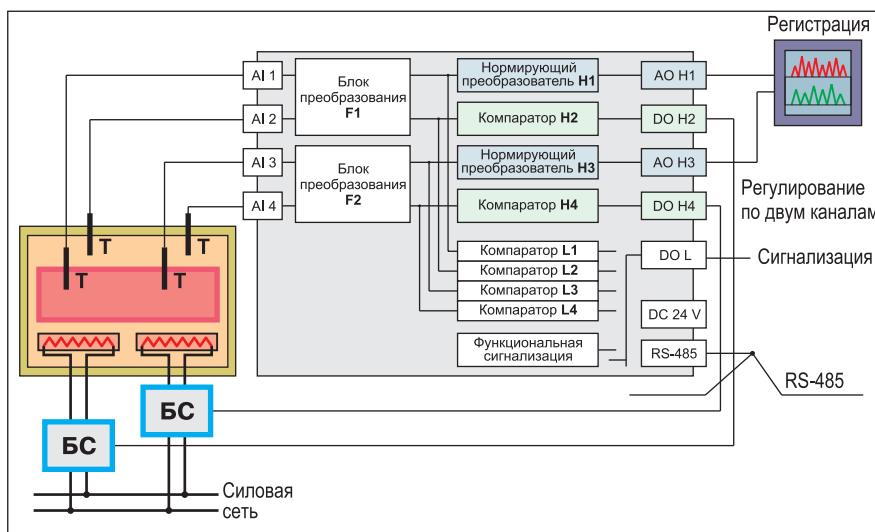 Регистрация
AI 1
Блок
преобразования
F1
Нормирующий
преобразователь H1
AO H1
AI 2
Компаратор H2
DO H2
AI 3
Блок
преобразования
F2
Нормирующий
преобразователь H3
AO H3
Регулирование
по двум каналам
AI 4
Компаратор H4
DO H4
T
T
T
T
Компаратор L1
DO L
Сигнализация
Компаратор L2
Компаратор L3
Компаратор L4
DC 24 V
Функциональная
сигнализация
RS-485
RS-485
БС
БС
Силовая
сеть